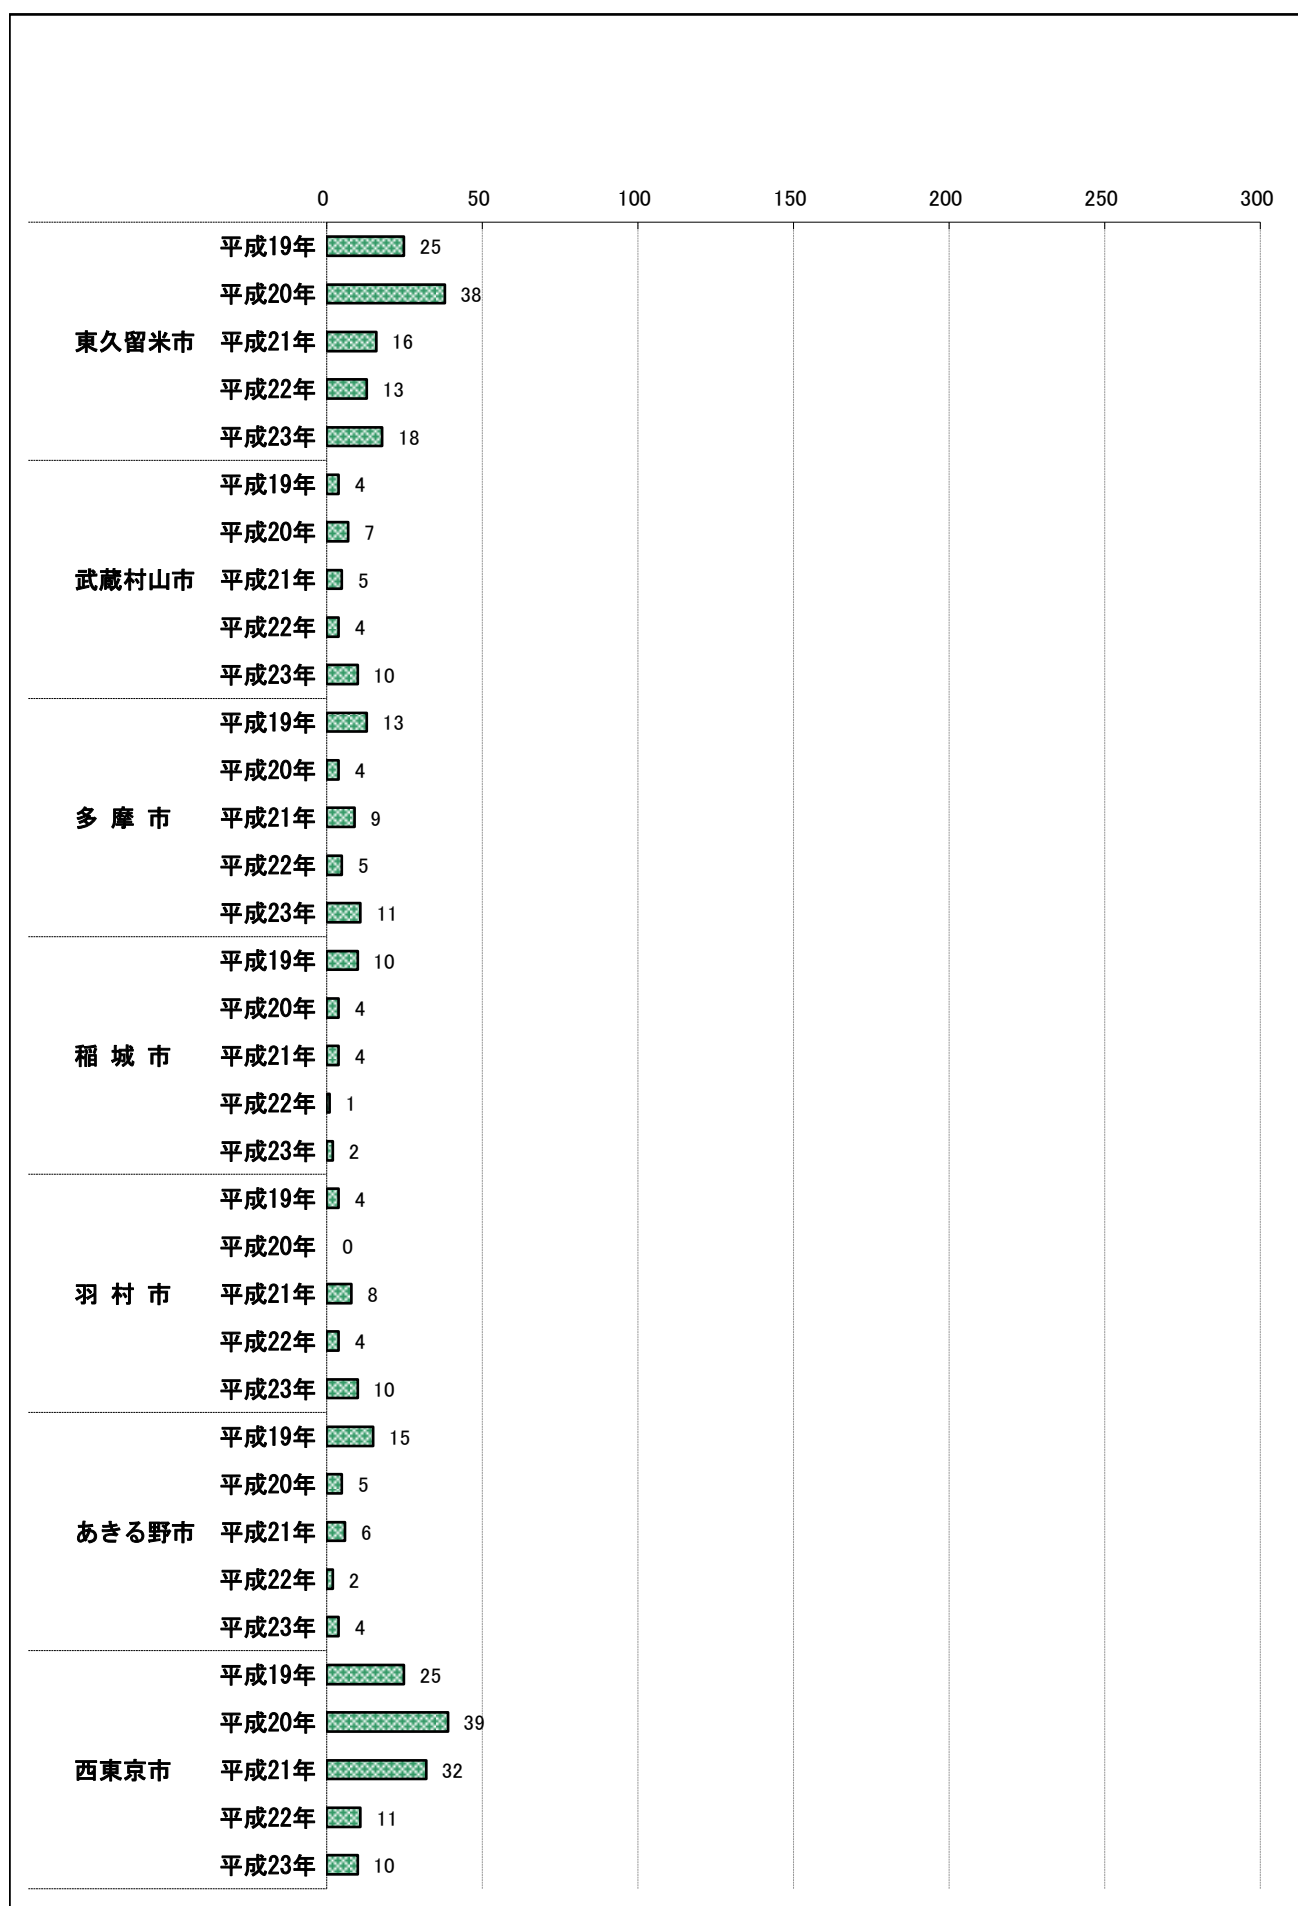 0 50 100 150 200 250 300
平成19年 25
平成20年 38
東久留米市 平成21年 16
平成22年 13
平成23年 18
平成19年 4
平成20年 7
武蔵村山市 平成21年 5
平成22年 4
平成23年 10
平成19年 13
平成20年 4
多 摩 市 平成21年 9
平成22年 5
平成23年 11
平成19年 10
平成20年 4
稲 城 市 平成21年 4
平成22年 1
平成23年 2
平成19年 4
平成20年 0
羽 村 市 平成21年 8
平成22年 4
平成23年 10
平成19年 15
平成20年 5
あきる野市 平成21年 6
平成22年 2
平成23年 4
平成19年 25
平成20年 39
西東京市 平成21年 32
平成22年 11
平成23年 10